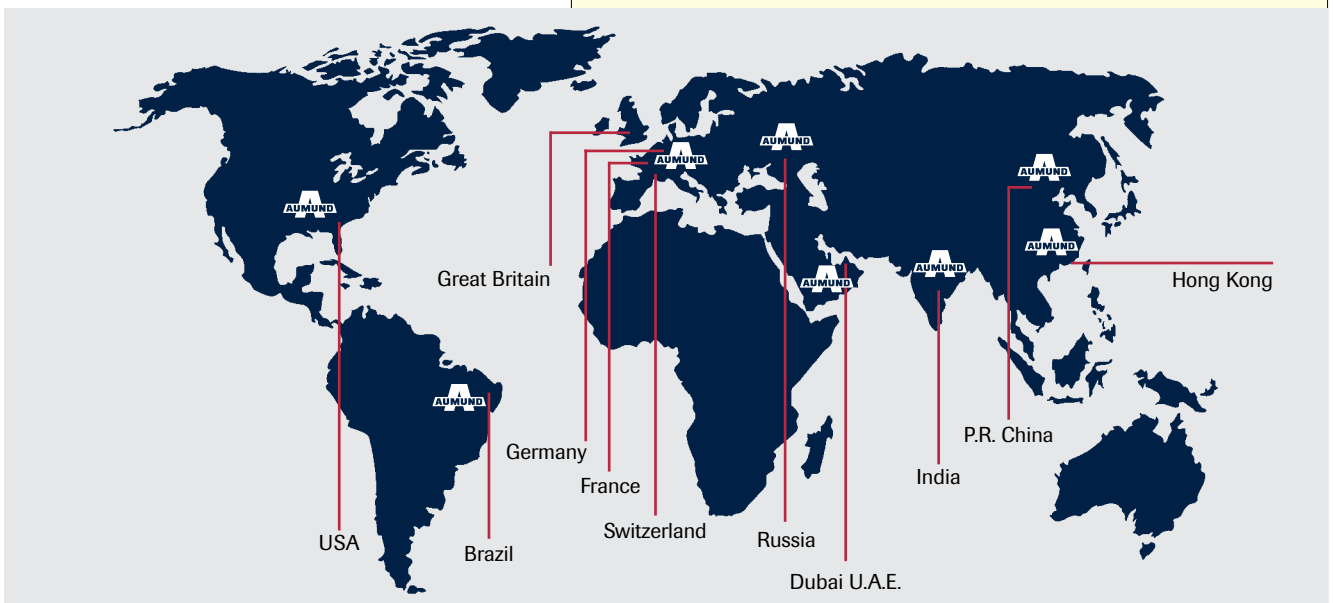 AUMUND
AUMUND
AUMUND
AUMUND
AUMUND
AUMUND
AUMUND
AUMUND
Great Britain
Hong Kong
P.R. China
Germany
India
France
Switzerland
Russia
USA
Brazil
Dubai U.A.E.